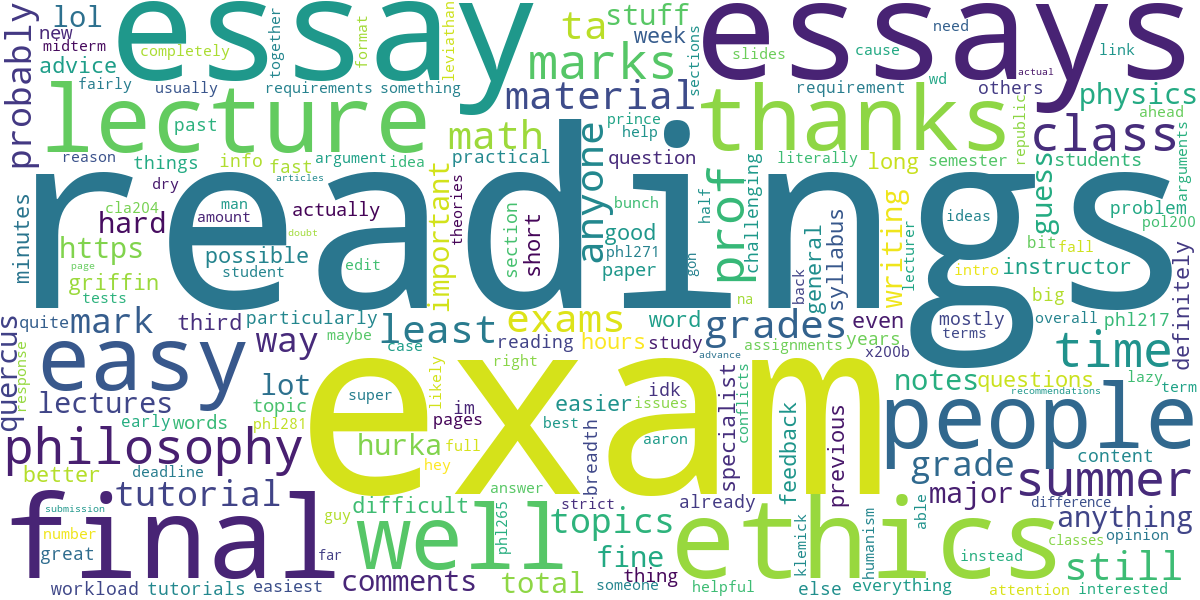 probably
lol
new
midterm
advice
completely
essay
together
format
leviathan
ta
stuff
week
marks
sections
essays
slides
cause
need
link
wd
actual
others
physics
ahead
fairly
usually
requirements
something
material
requirement
lecture
past
math
prince
help
thanks
republic
class
arguments
reason
things
info
fast
argument
idea
practical
anyone
question
literally
long
semester
guess
students
dry
articles
readings
cla204
man
amount
hard
actually
important
theories
section
short
good
bunch
half
prof
challenging
general
syllabus
writing
lecturer
ideas
problem
pol200
minutes
https
page
griffin
tests
possible
student
doubt
edit
phl271
paper
gon
back
na
intro
instructor
bit
fall
big
definitely
quercus
quite
mark
third
particularly
maybe
way
least
case
exams
reading
hours
word
study
grades
assignments
even
years
x200b
mostly
terms
overall
phl217
time
response
easy
lectures
lot
super
likely
right
advance
exam
easier
best
idk
issues
specialist
conflicts
notes
questions
lazy
term
recommendations
topic
early
words
phl281
im
pages
hurka
full
hey
breadth
aaron
feedback
previous
people
content
philosophy
better
deadline
tutorial
answer
strict
difficult
topics
already
grade
major
summer
difference
submission
number
great
final
guy
far
well
phl265
fine
thing
ethics
klemick
humanism
able
instead
classes
anything
opinion
still
workload
tutorials
easiest
comments
total
someone
helpful
else
everything
attention
interested